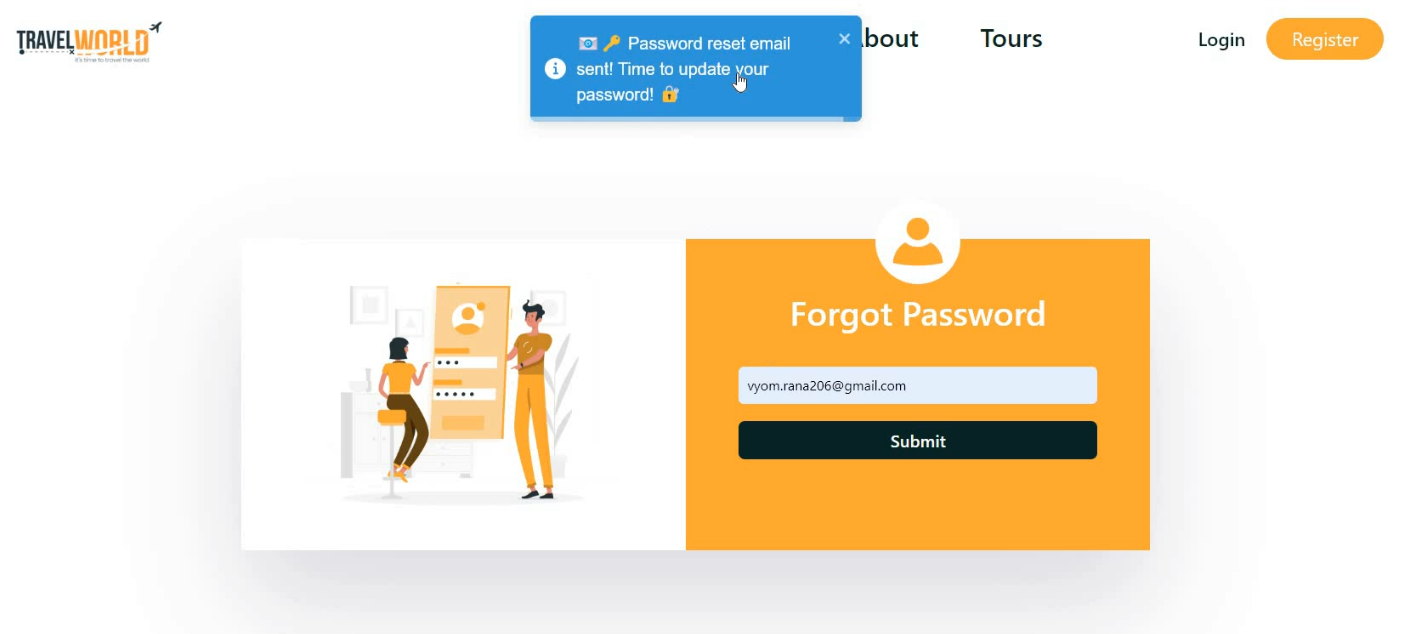 TRAVELWORLD
It's time to travel the world
📧 🔑 Password reset email
sent! Time to update your
password! 🔐
×
bout
Tours
Login
Register
Forgot Password
vyom.rana206@gmail.com
Submit